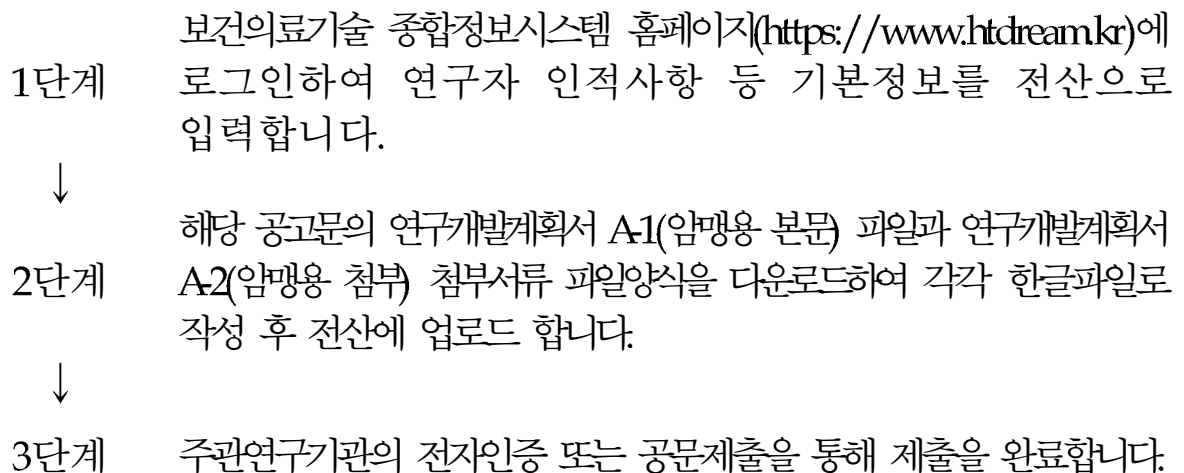 보건의료기술 종합정보시스템 홈페이지(https://www.htdream.kr)에
1단계 로그인하여 연구자 인적사항 등 기본정보를 전산으로
입력합니다.
↓
해당 공고문의 연구개발계획서 A-1(암맹용 본문) 파일과 연구개발계획서
2단계 A-2(암맹용 첨부) 첨부서류 파일양식을 다운로드하여 각각 한글파일로
작성 후 전산에 업로드 합니다.
↓
3단계 주관연구기관의 전자인증 또는 공문제출을 통해 제출을 완료합니다.